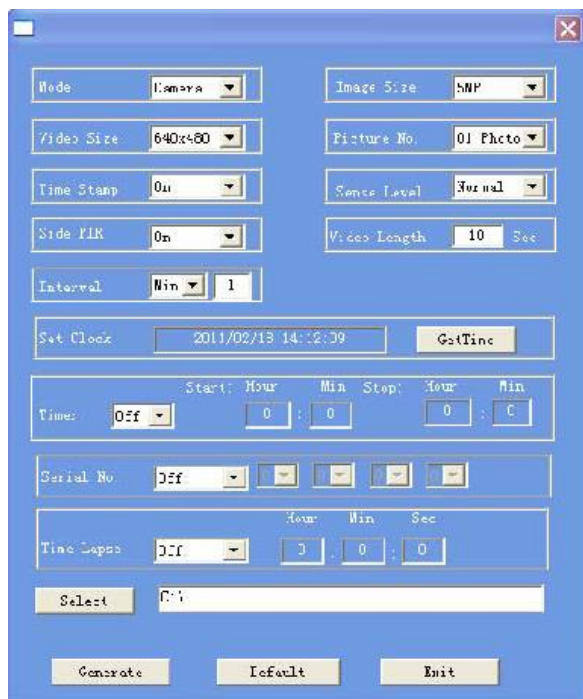 Mode Camera Image Size 5MP
Video Size 640x480 Picture No. 01 Photo
Time Stamp On Sense Level Normal
Side PIR On Video Length 10 Sec
Interval Min 1
Set Clock 2011/02/18 14:12:09 GetTime
Start: Hour Min Stop: Hour Min
Timer Off 0 : 0 0 : 0
Serial No Off
Hour Min Sec
Time Lapse Off 0 : 0 : 0
Select C:\
Generate Default Exit